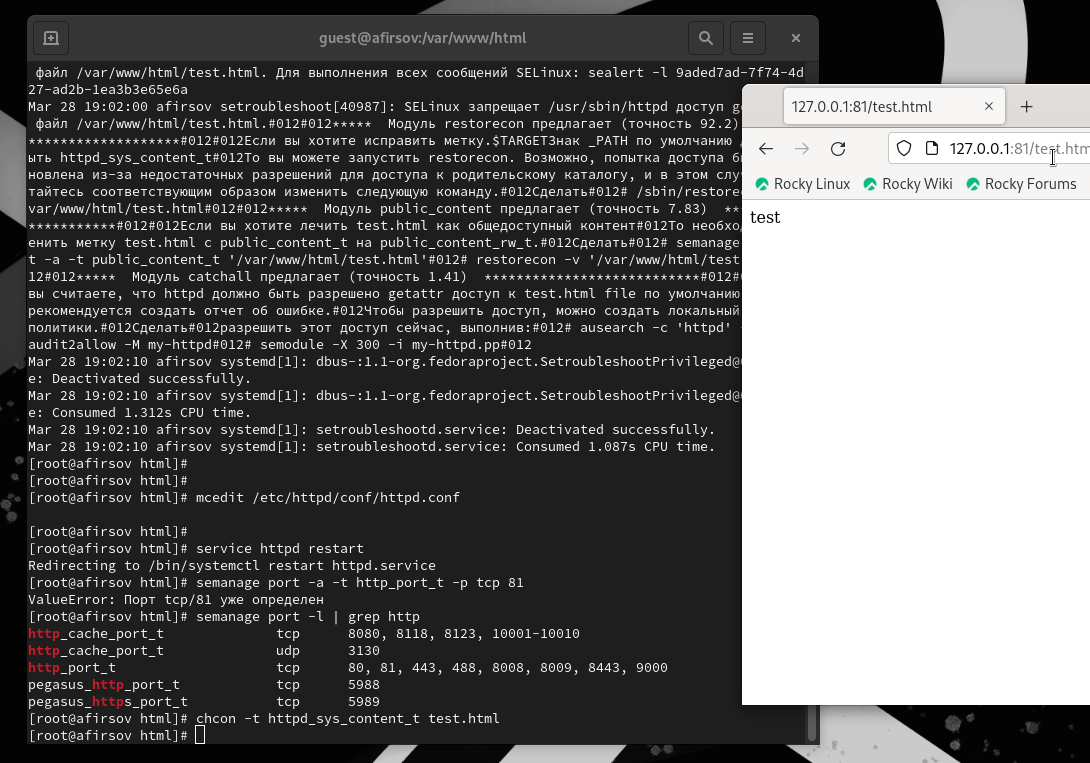 guest@afirsov:/var/www/html
файл /var/www/html/test.html. Для выполнения всех сообщений SELinux: sealert -l 9aded7ad-7f74-4d
27-ad2b-1ea3b3e65e6a
Mar 28 19:02:00 afirsov setroubleshoot[40987]: SELinux запрещает /usr/sbin/httpd доступ
файл /var/www/html/test.html.#012#012*****  Модуль restorecon предлагает (точность 92.2)
*******************#012#012Если вы хотите исправить метку.$TARGETЗнак _PATH по умолчанию
ыть httpd_sys_content_t#012То вы можете запустить restorecon. Возможно, попытка доступа
новлена из-за недостаточных разрешений для доступа к родительскому каталогу, и в этом
тайтесь соответствующим образом изменить следующую команду.#012Сделать#012# /sbin/restore
var/www/html/test.html#012#012*****  Модуль public_content предлагает (точность 7.83)  **
***********#012#012Если вы хотите лечить test.html как общедоступный контент#012То необхо
енить метку test.html с public_content_t на public_content_rw_t.#012Сделать#012# semanage
t -a -t public_content_t '/var/www/html/test.html'#012# restorecon -v '/var/www/html/test
12#012*****  Модуль catchall предлагает (точность 1.41)  **************************#012#
вы считаете, что httpd должно быть разрешено getattr доступ к test.html file по умолчанию
рекомендуется создать отчет об ошибке.#012Чтобы разрешить доступ, можно создать локальный
политики.#012Сделать#012разрешить этот доступ сейчас, выполнив:#012# ausearch -c 'httpd'
audit2allow -M my-httpd#012# semodule -X 300 -i my-httpd.pp#012
Mar 28 19:02:10 afirsov systemd[1]: dbus-:1.1-org.fedoraproject.SetroubleshootPrivileged@
e: Deactivated successfully.
Mar 28 19:02:10 afirsov systemd[1]: dbus-:1.1-org.fedoraproject.SetroubleshootPrivileged@
e: Consumed 1.312s CPU time.
Mar 28 19:02:10 afirsov systemd[1]: setroubleshootd.service: Deactivated successfully.
Mar 28 19:02:10 afirsov systemd[1]: setroubleshootd.service: Consumed 1.087s CPU time.
[root@afirsov html]#
[root@afirsov html]#
[root@afirsov html]# mcedit /etc/httpd/conf/httpd.conf
[root@afirsov html]#
[root@afirsov html]# service httpd restart
Redirecting to /bin/systemctl restart httpd.service
[root@afirsov html]# semanage port -a -t http_port_t -p tcp 81
ValueError: Порт tcp/81 уже определен
[root@afirsov html]# semanage port -l | grep http
http_cache_port_t              tcp      8080, 8118, 8123, 10001-10010
http_cache_port_t              udp      3130
http_port_t                    tcp      80, 81, 443, 488, 8008, 8009, 8443, 9000
pegasus_http_port_t            tcp      5988
pegasus_https_port_t           tcp      5989
[root@afirsov html]# chcon -t httpd_sys_content_t test.html
[root@afirsov html]#
127.0.0.1:81/test.html
127.0.0.1:81/test.htm
Rocky Linux Rocky Wiki Rocky Forums
test